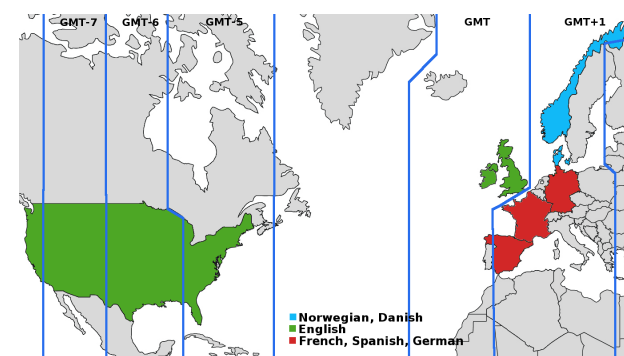 GMT-7 GMT-6 GMT-5 GMT GMT+1
Norwegian, Danish
English
French, Spanish, German